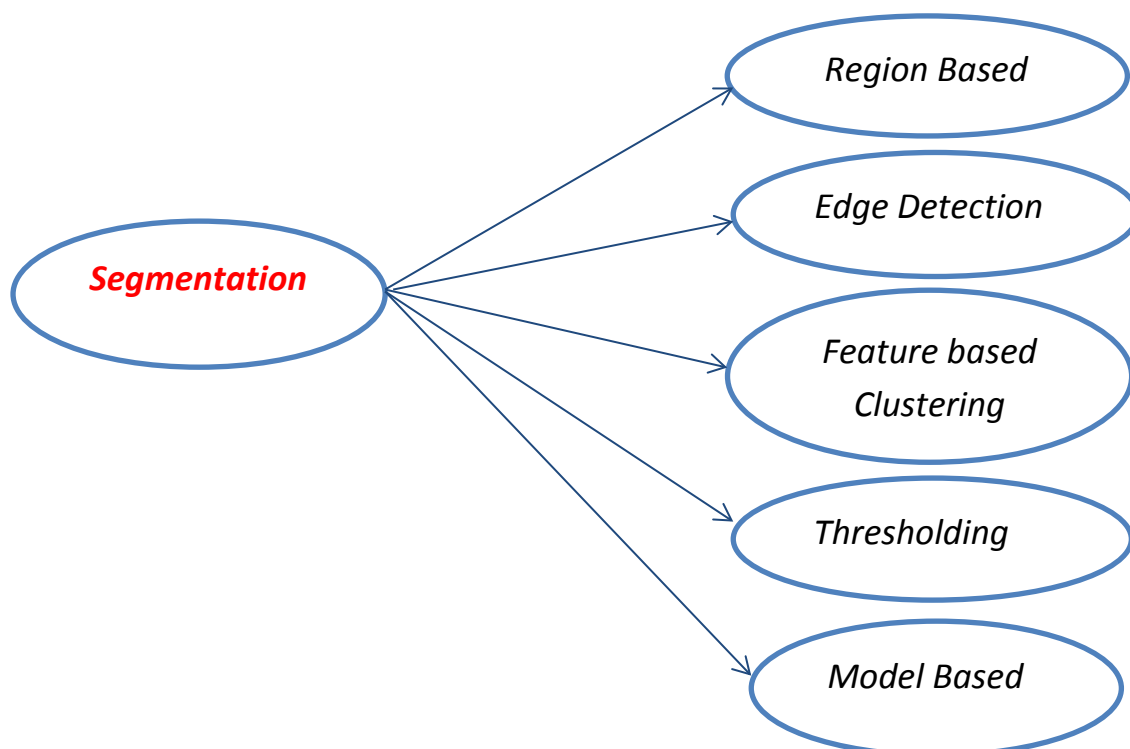 Region Based
Edge Detection
Segmentation
Feature based
Clustering
Thresholding
Model Based